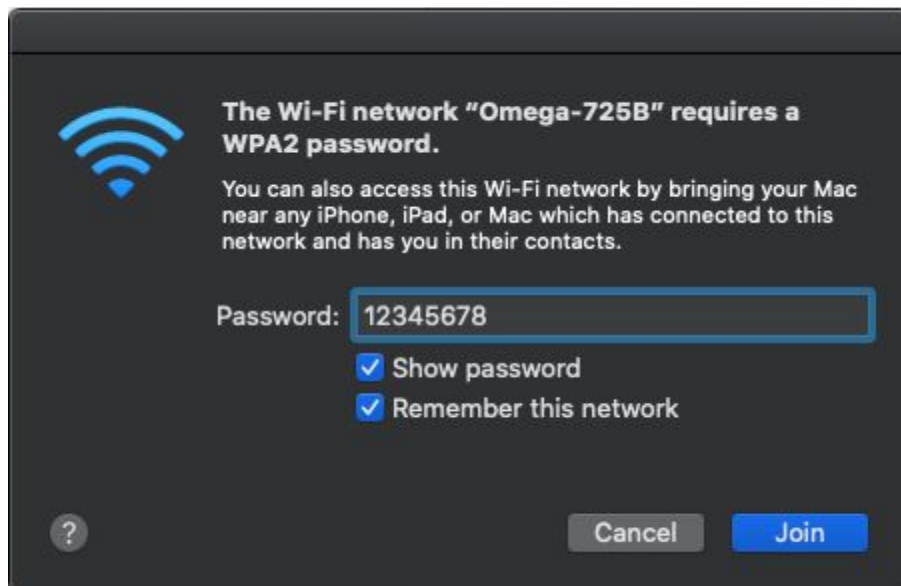 The Wi-Fi network “Omega-725B” requires a
WPA2 password.
You can also access this Wi-Fi network by bringing your Mac
near any iPhone, iPad, or Mac which has connected to this
network and has you in their contacts.
Password: 12345678
Show password
Remember this network
? Cancel Join